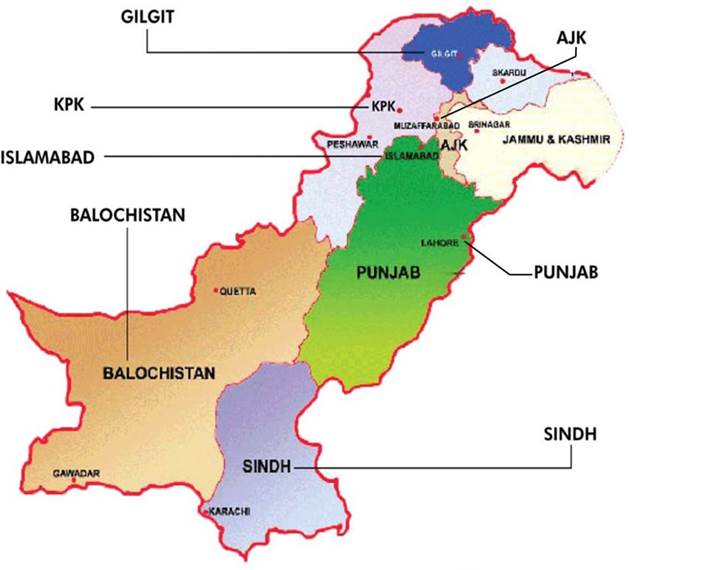 GILGIT
AJK
GILGIT
SKARDU
KPK
KPK
MUZAFFARABAD
SRINAGAR
JAMMU & KASHMIR
PESHAWAR
AJK
ISLAMABAD
ISLAMABAD
BALOCHISTAN
LAHORE
PUNJAB
PUNJAB
QUETTA
BALOCHISTAN
SINDH
SINDH
GAWADAR
KARACHI